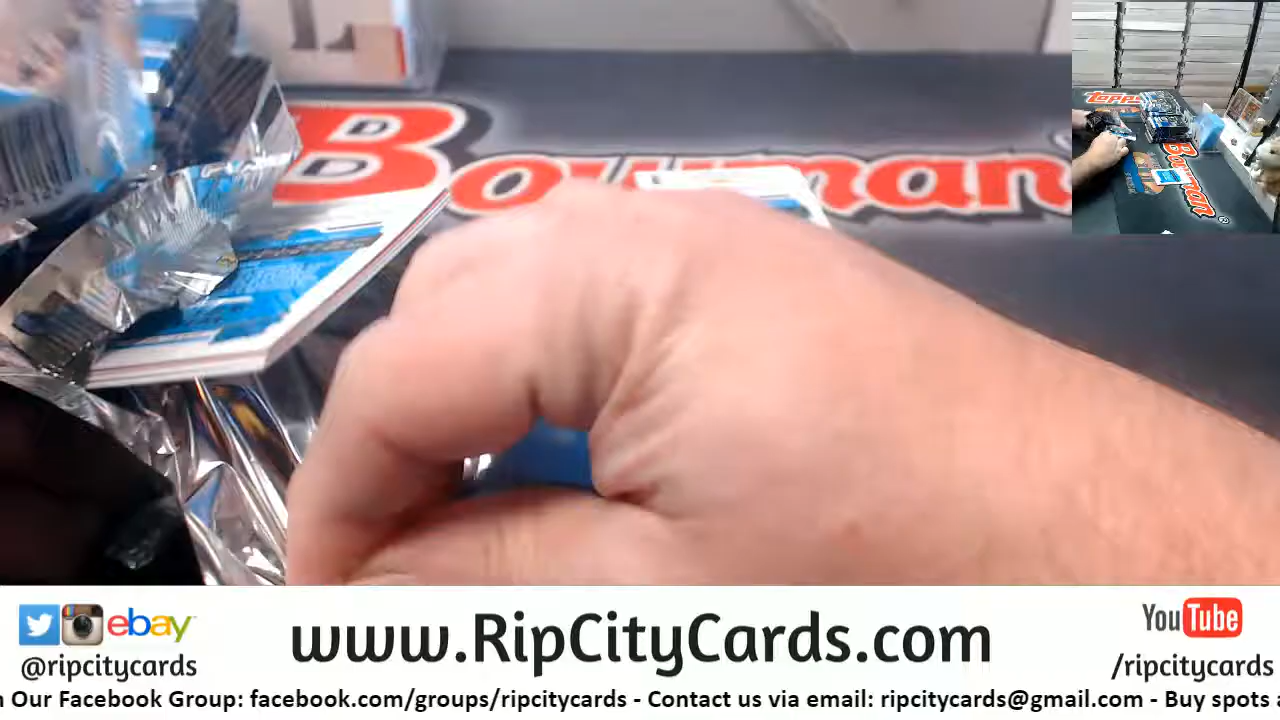 Bowman
topps
Bowman
ebay
@ripcitycards
www.RipCityCards.com
YouTube
/ripcitycards
n Our Facebook Group: facebook.com/groups/ripcitycards - Contact us via email: ripcitycards@gmail.com - Buy spots a